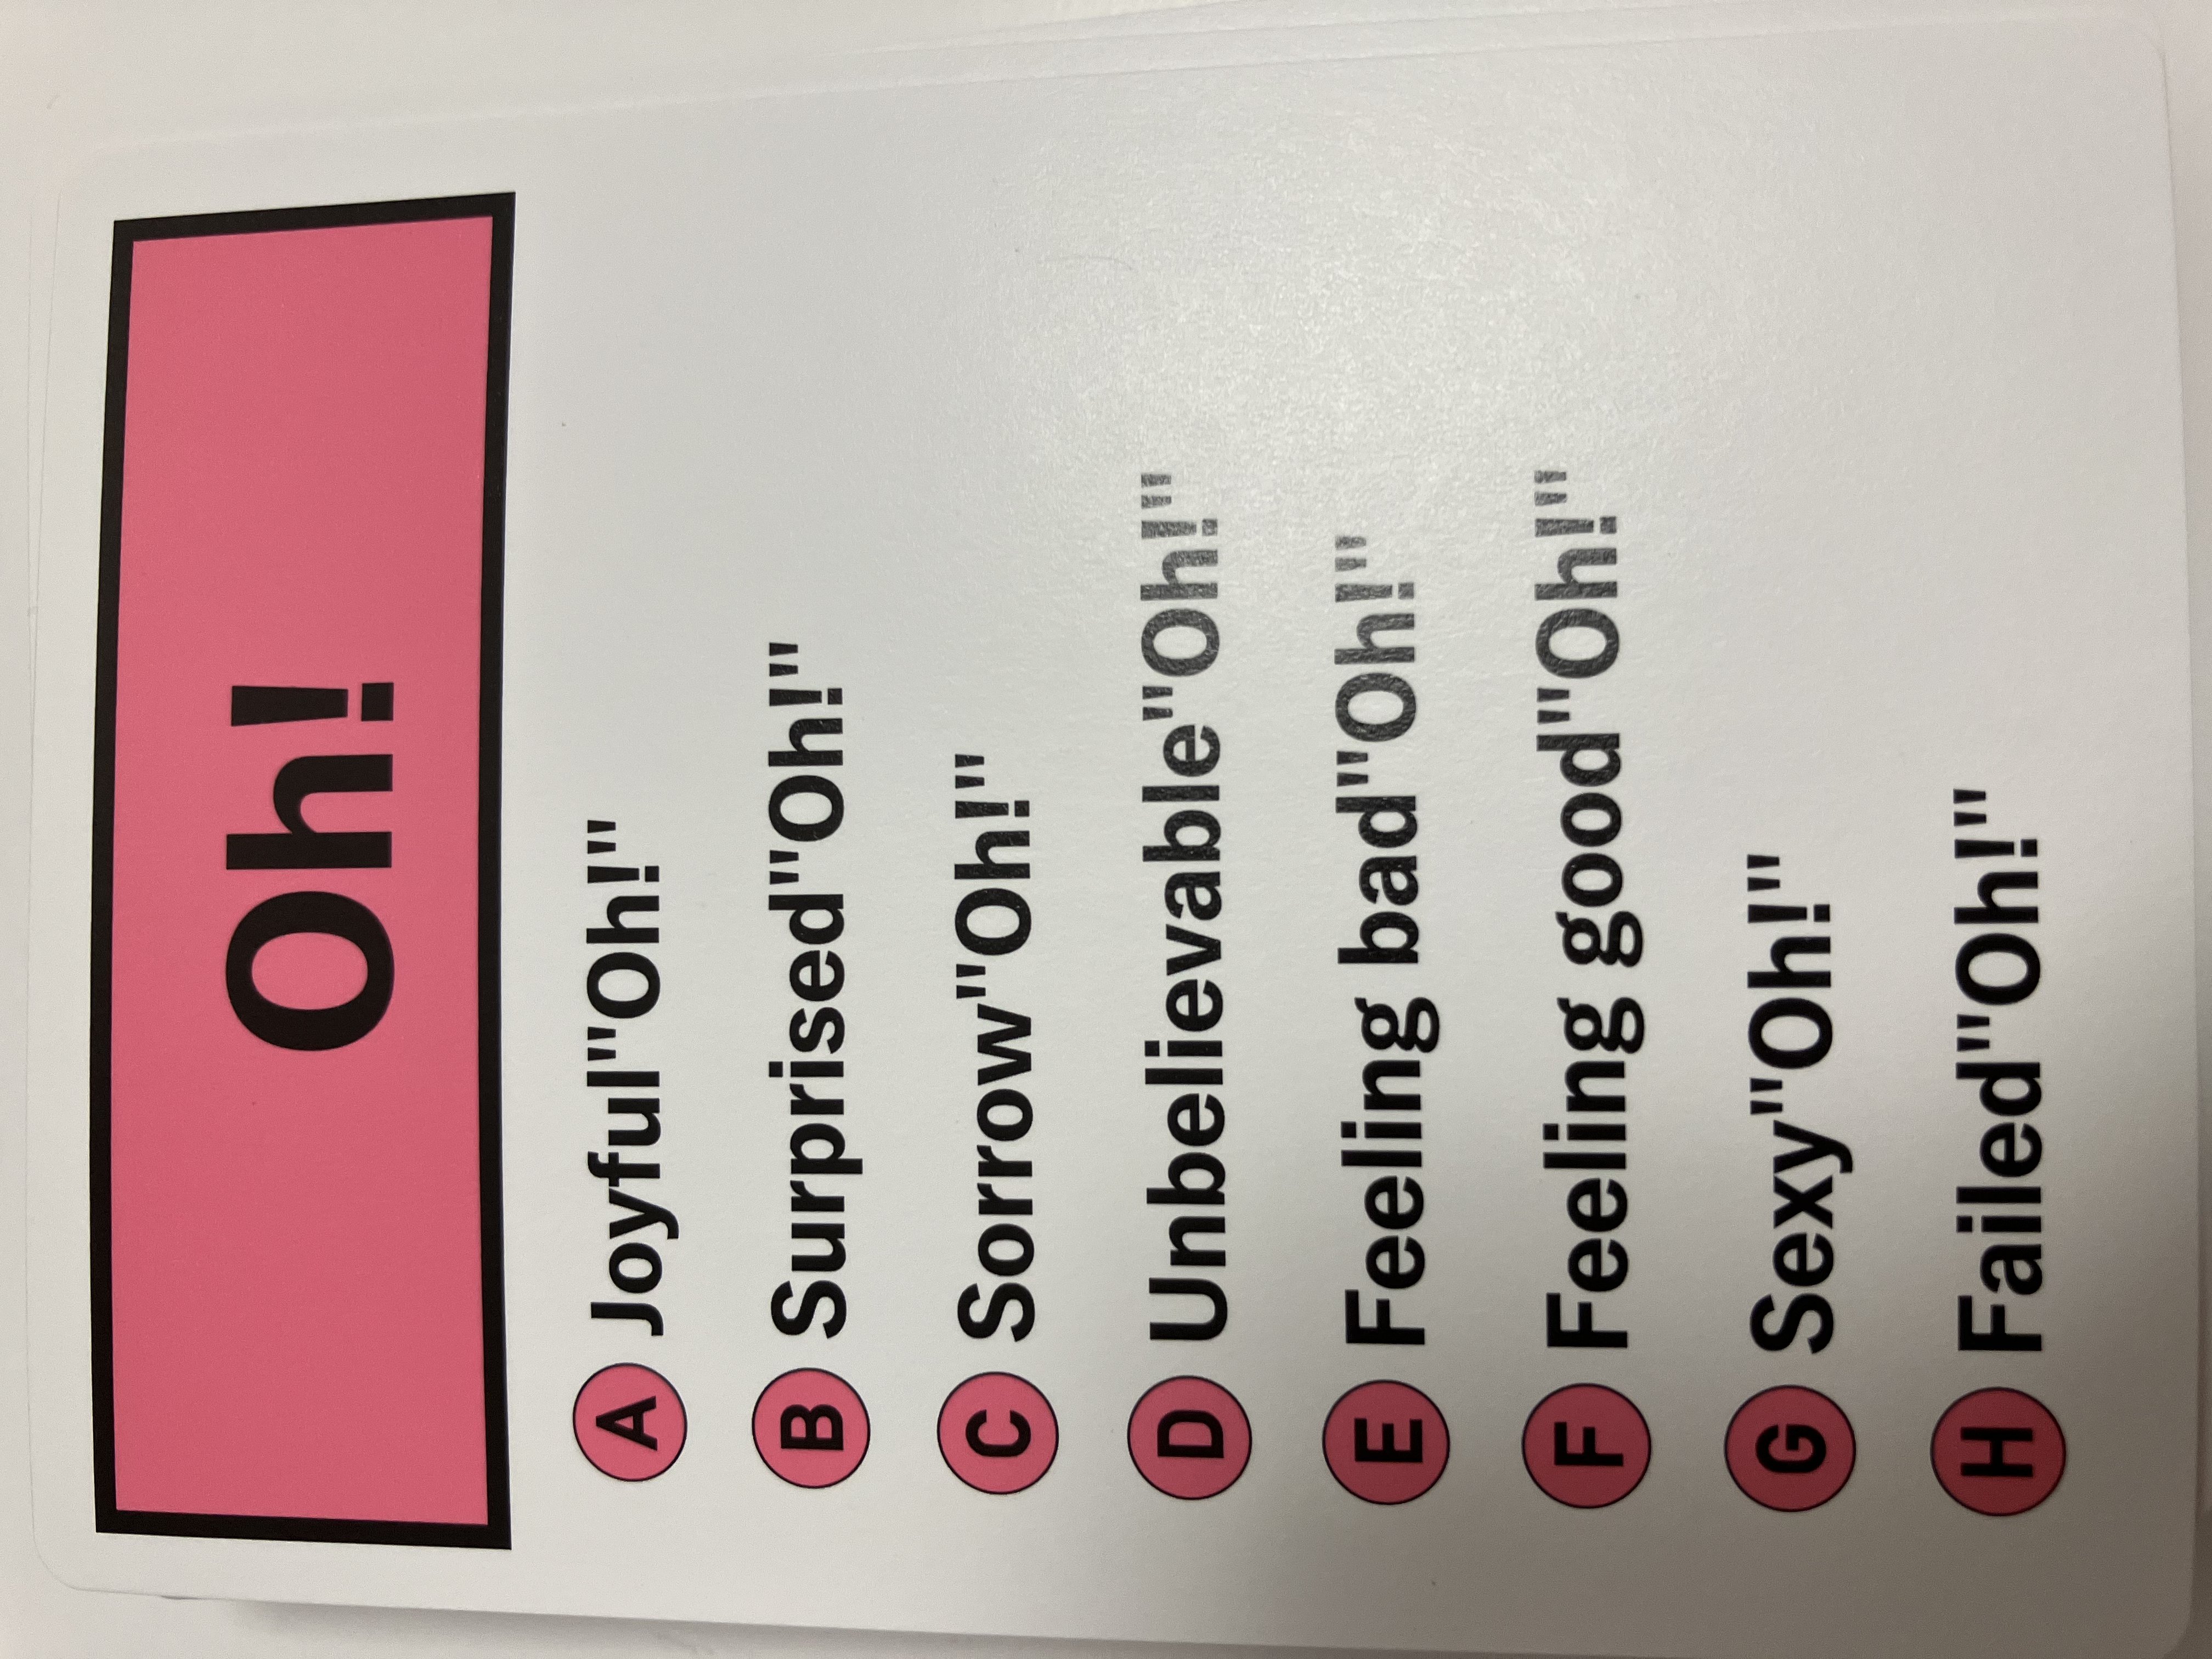 Oh!
A Joyful"Oh!"
B Surprised"Oh!"
C Sorrow"Oh!"
D Unbelievable"Oh!"
E Feeling bad"Oh!"
F Feeling good"Oh!"
G Sexy"Oh!"
H Failed"Oh!"